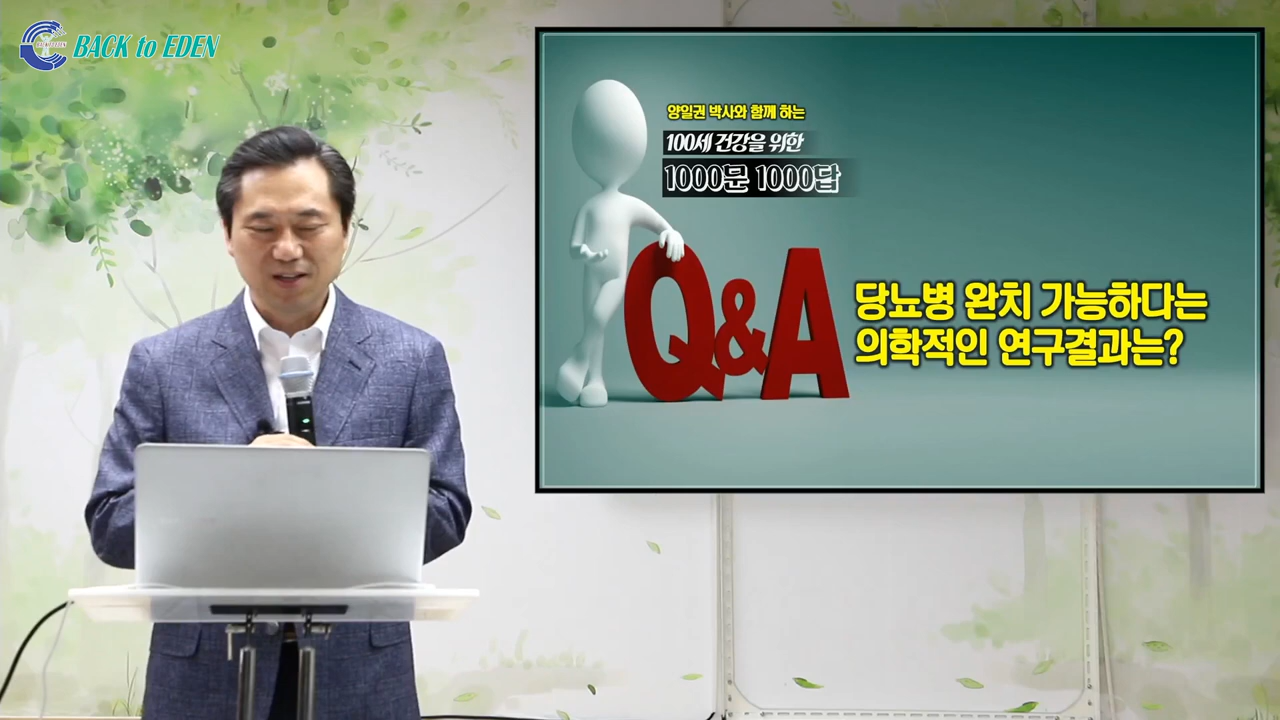 BACK to EDEN
양일권 박사와 함께 하는
100세 건강을 위한
1000문 1000답
Q&A
당뇨병 완치 가능하다는
의학적인 연구결과는?